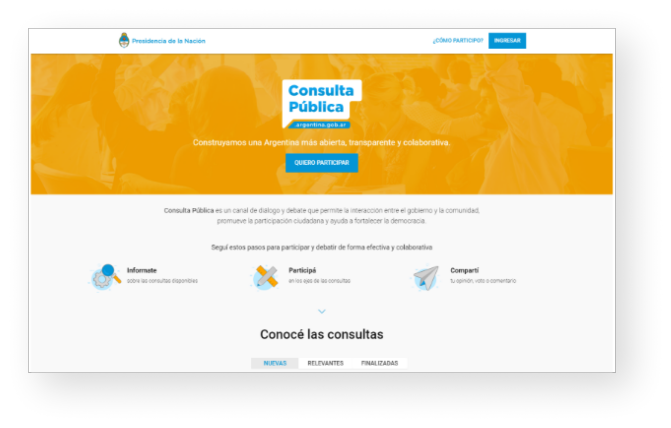 Presidencia de la Nación
¿CÓMO PARTICIPO?
INGRESAR
Consulta
Pública
.argentina.gob.ar
Construyamos una Argentina más abierta, transparente y colaborativa.
QUIERO PARTICIPAR
Consulta Pública es un canal de diálogo y debate que permite la interacción entre el gobierno y la comunidad,
promueve la participación ciudadana y ayuda a fortalecer la democracia.
Seguí estos pasos para participar y debatir de forma efectiva y colaborativa
Informate
sobre las consultas disponibles
Participá
en los ejes de las consultas
Compartí
tu opinión, voto o comentario
Conocé las consultas
NUEVAS
RELEVANTES
FINALIZADAS